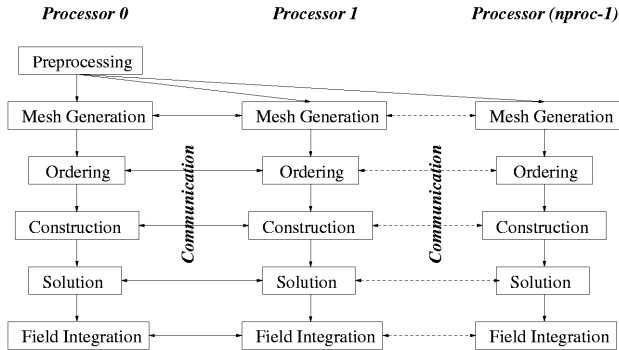 Processor 0 Processor 1 Processor (nproc-1)
Preprocessing
Mesh Generation Mesh Generation Mesh Generation
Ordering Ordering Ordering
Communication Communication
Construction Construction Construction
Solution Solution Solution
Field Integration Field Integration Field Integration